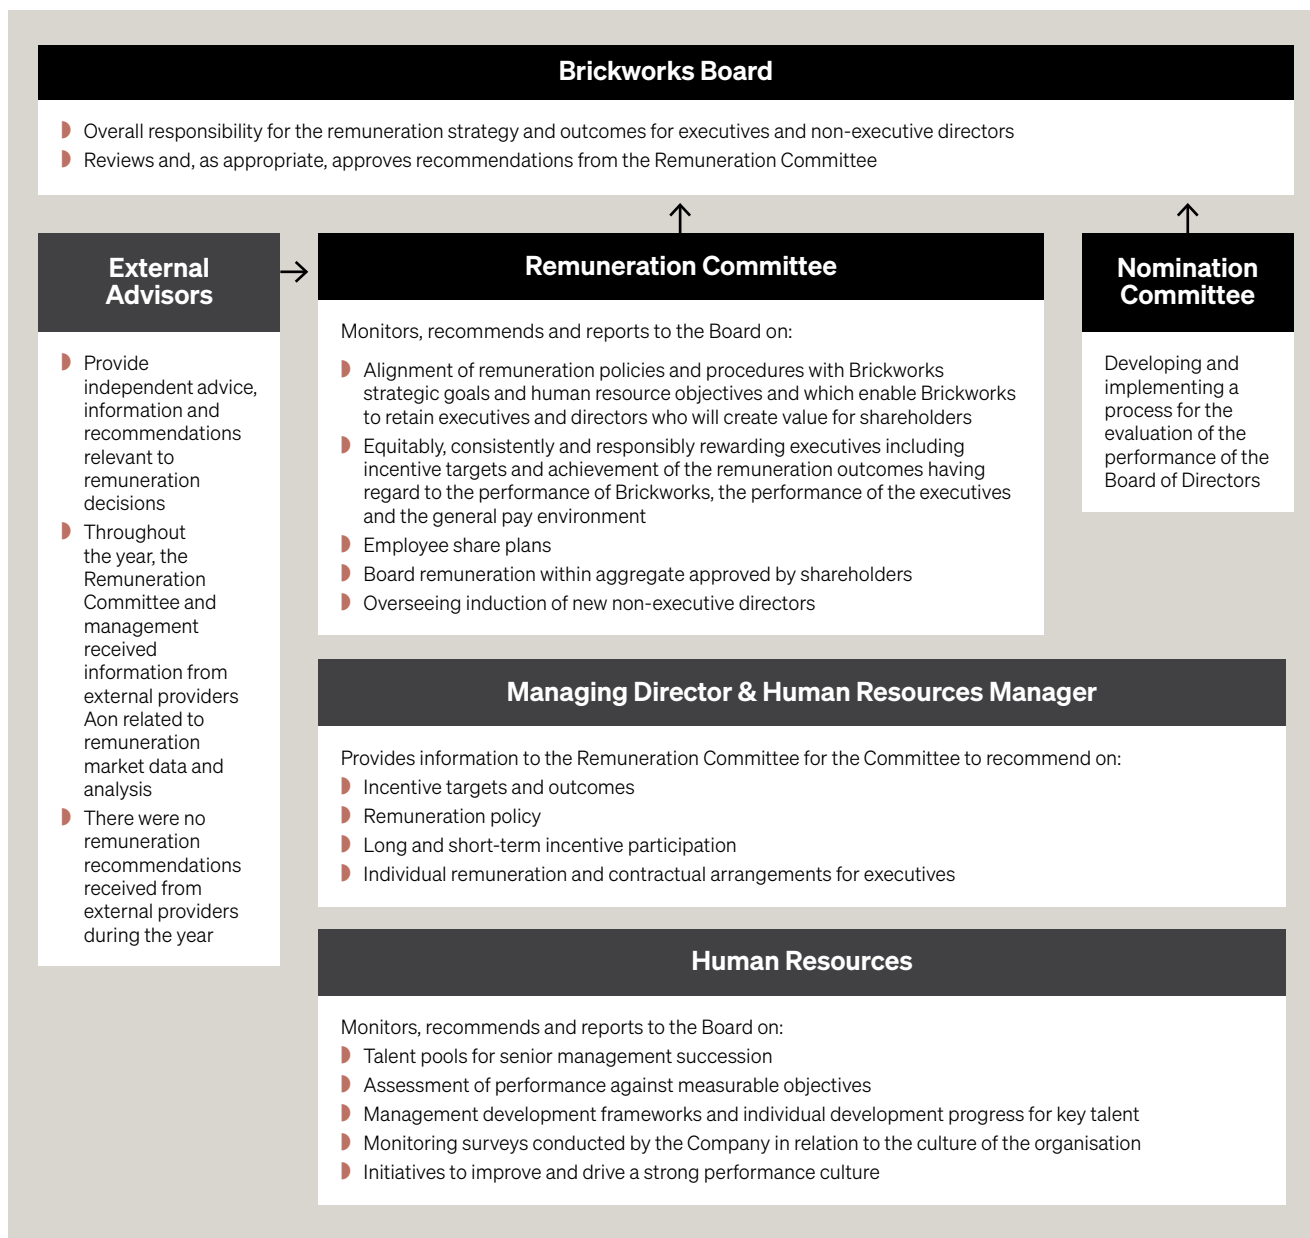 Brickworks Board
Overall responsibility for the remuneration strategy and outcomes for executives and non-executive directors
Reviews and, as appropriate, approves recommendations from the Remuneration Committee
External
Advisors
Provide
independent advice,
information and
recommendations
relevant to
remuneration
decisions
Throughout
the year, the
Remuneration
Committee and
management
received
information from
external providers
Aon related to
remuneration
market data and
analysis
There were no
remuneration
recommendations
received from
external providers
during the year
Remuneration Committee
Monitors, recommends and reports to the Board on:
Alignment of remuneration policies and procedures with Brickworks
strategic goals and human resource objectives and which enable Brickworks
to retain executives and directors who will create value for shareholders
Equitably, consistently and responsibly rewarding executives including
incentive targets and achievement of the remuneration outcomes having
regard to the performance of Brickworks, the performance of the executives
and the general pay environment
Employee share plans
Board remuneration within aggregate approved by shareholders
Overseeing induction of new non-executive directors
Nomination
Committee
Developing and
implementing a
process for the
evaluation of the
performance of the
Board of Directors
Managing Director & Human Resources Manager
Provides information to the Remuneration Committee for the Committee to recommend on:
Incentive targets and outcomes
Remuneration policy
Long and short-term incentive participation
Individual remuneration and contractual arrangements for executives
Human Resources
Monitors, recommends and reports to the Board on:
Talent pools for senior management succession
Assessment of performance against measurable objectives
Management development frameworks and individual development progress for key talent
Monitoring surveys conducted by the Company in relation to the culture of the organisation
Initiatives to improve and drive a strong performance culture